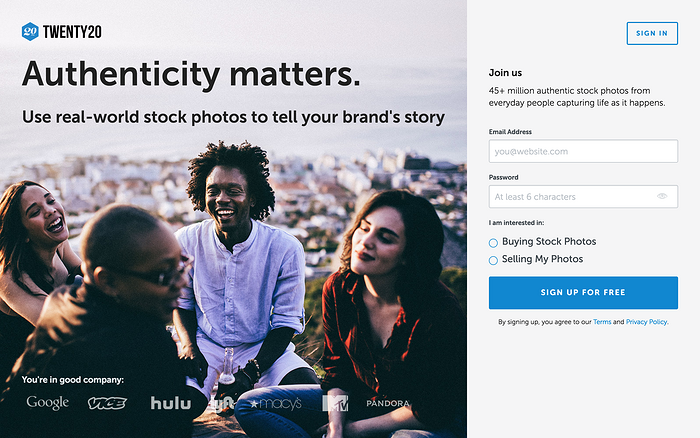 20 TWENTY20
SIGN IN
Authenticity matters.
Use real-world stock photos to tell your brand's story
You're in good company:
Google VICE hulu lyft macy's MTV PANDORA
Join us
45+ million authentic stock photos from
everyday people capturing life as it happens.
Email Address
you@website.com
Password
At least 6 characters
I am interested in:
Buying Stock Photos
Selling My Photos
SIGN UP FOR FREE
By signing up, you agree to our Terms and Privacy Policy.